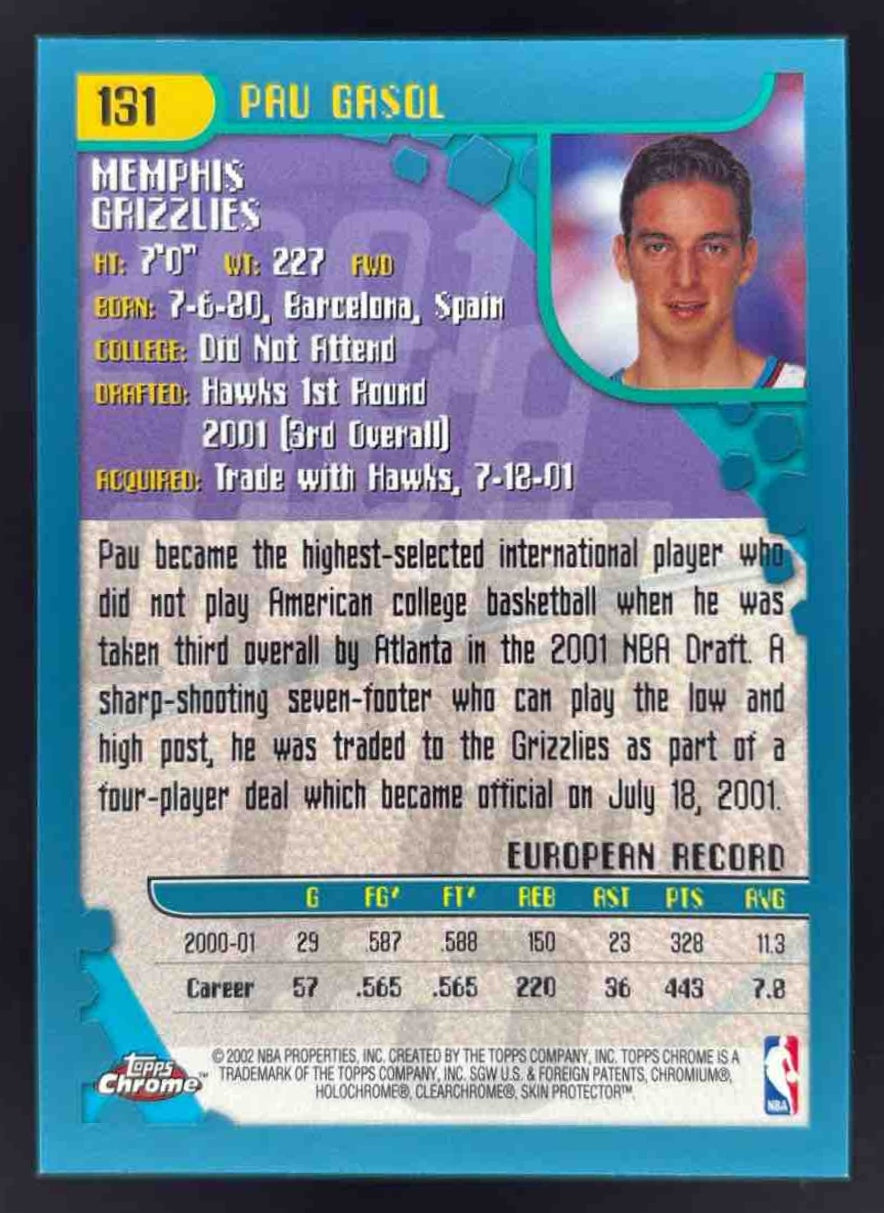 131 PAU GASOL
MEMPHIS
GRIZZLIES
HT: 7'0" WT: 227 FWD
BORN: 7-6-80, Barcelona, Spain
COLLEGE: Did Not Attend
DRAFTED: Hawks 1st Round
2001 (3rd Overall)
ACQUIRED: Trade with Hawks, 7-18-01
Pau became the highest-selected international player who
did not play American college basketball when he was
taken third overall by Atlanta in the 2001 NBA Draft. A
sharp-shooting seven-footer who can play the low and
high post, he was traded to the Grizzlies as part of a
four-player deal which became official on July 18, 2001.
EUROPEAN RECORD
G FG% FT% REB AST PTS AVG
2000-01 29 .587 .588 150 23 328 11.3
Career 57 .565 .565 220 36 443 7.8
Topps Chrome™
© 2002 NBA PROPERTIES, INC. CREATED BY THE TOPPS COMPANY, INC. TOPPS CHROME IS A
TRADEMARK OF THE TOPPS COMPANY, INC. SGW U.S. & FOREIGN PATENTS, CHROMIUM®,
HOLOCHROME®, CLEARCHROME®, SKIN PROTECTOR™.
NBA